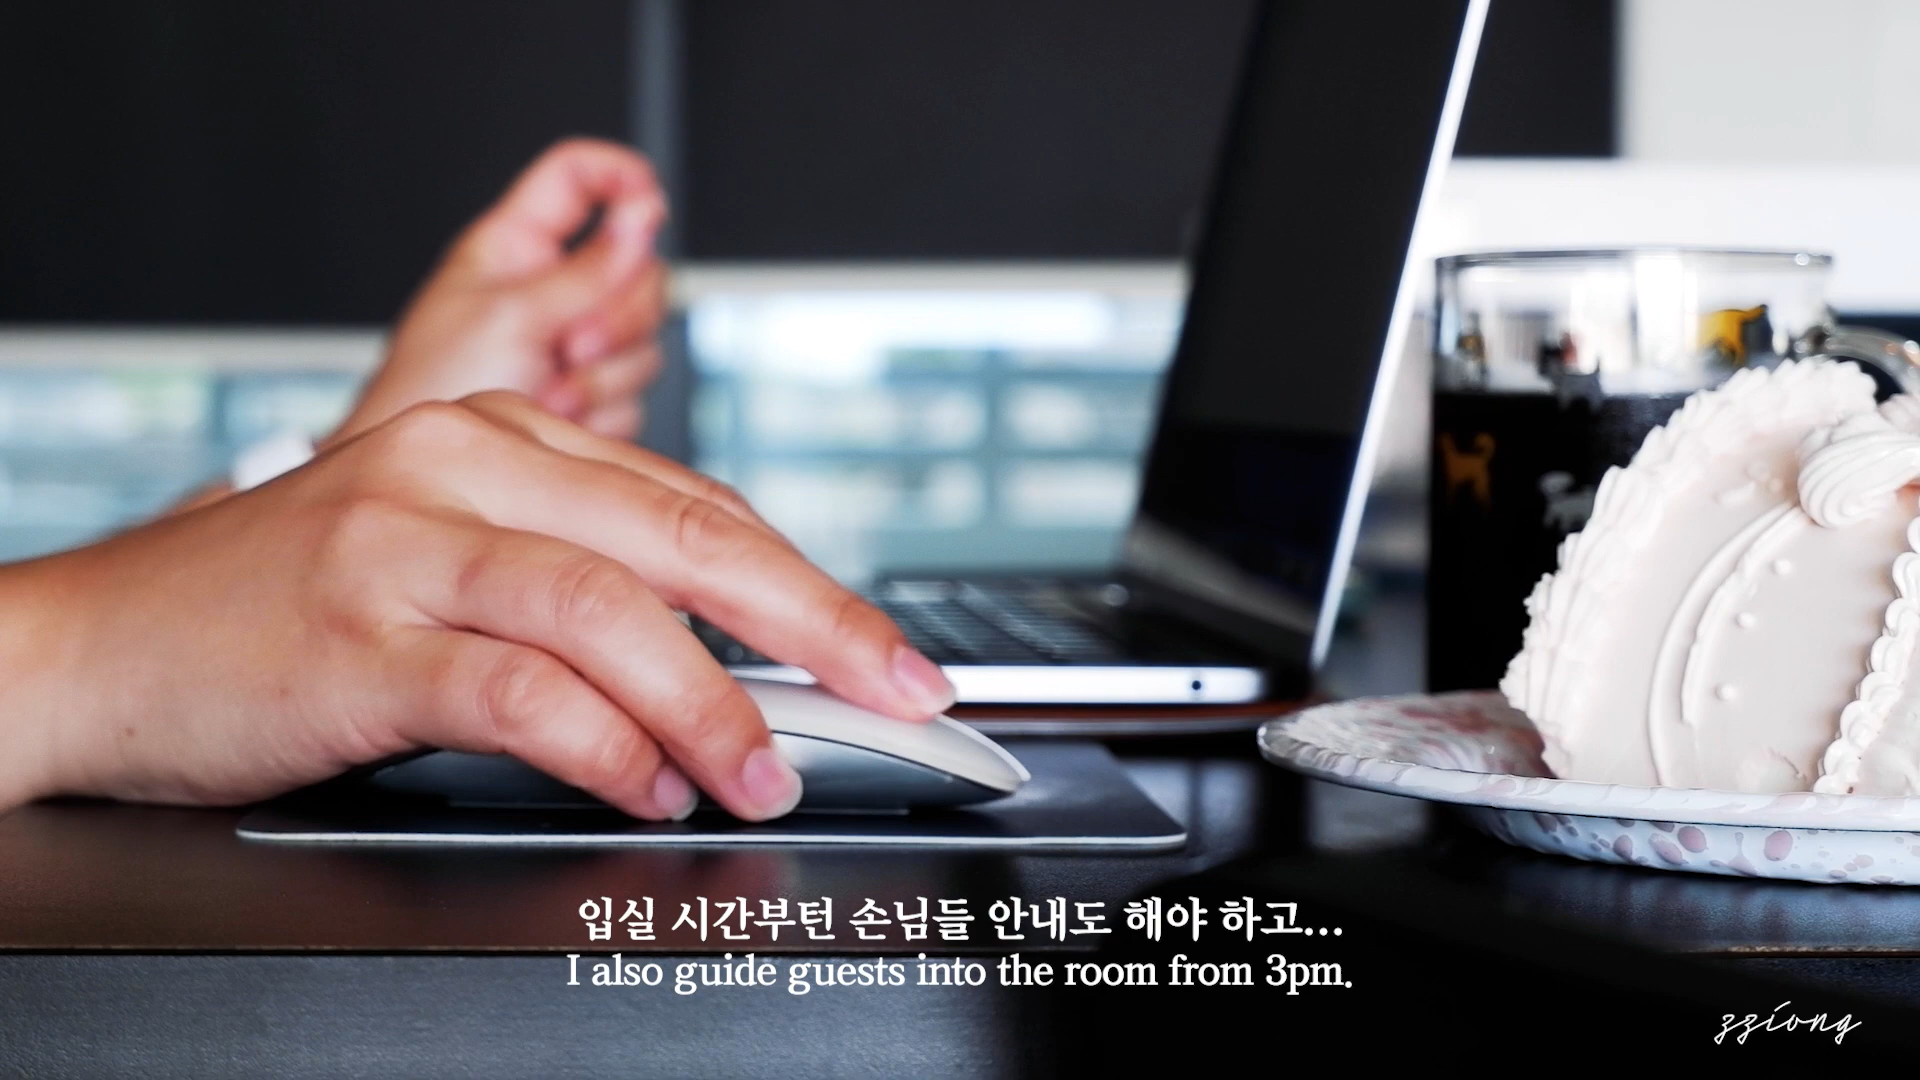 입실 시간부턴 손님들 안내도 해야 하고...
I also guide guests into the room from 3pm.
zziong